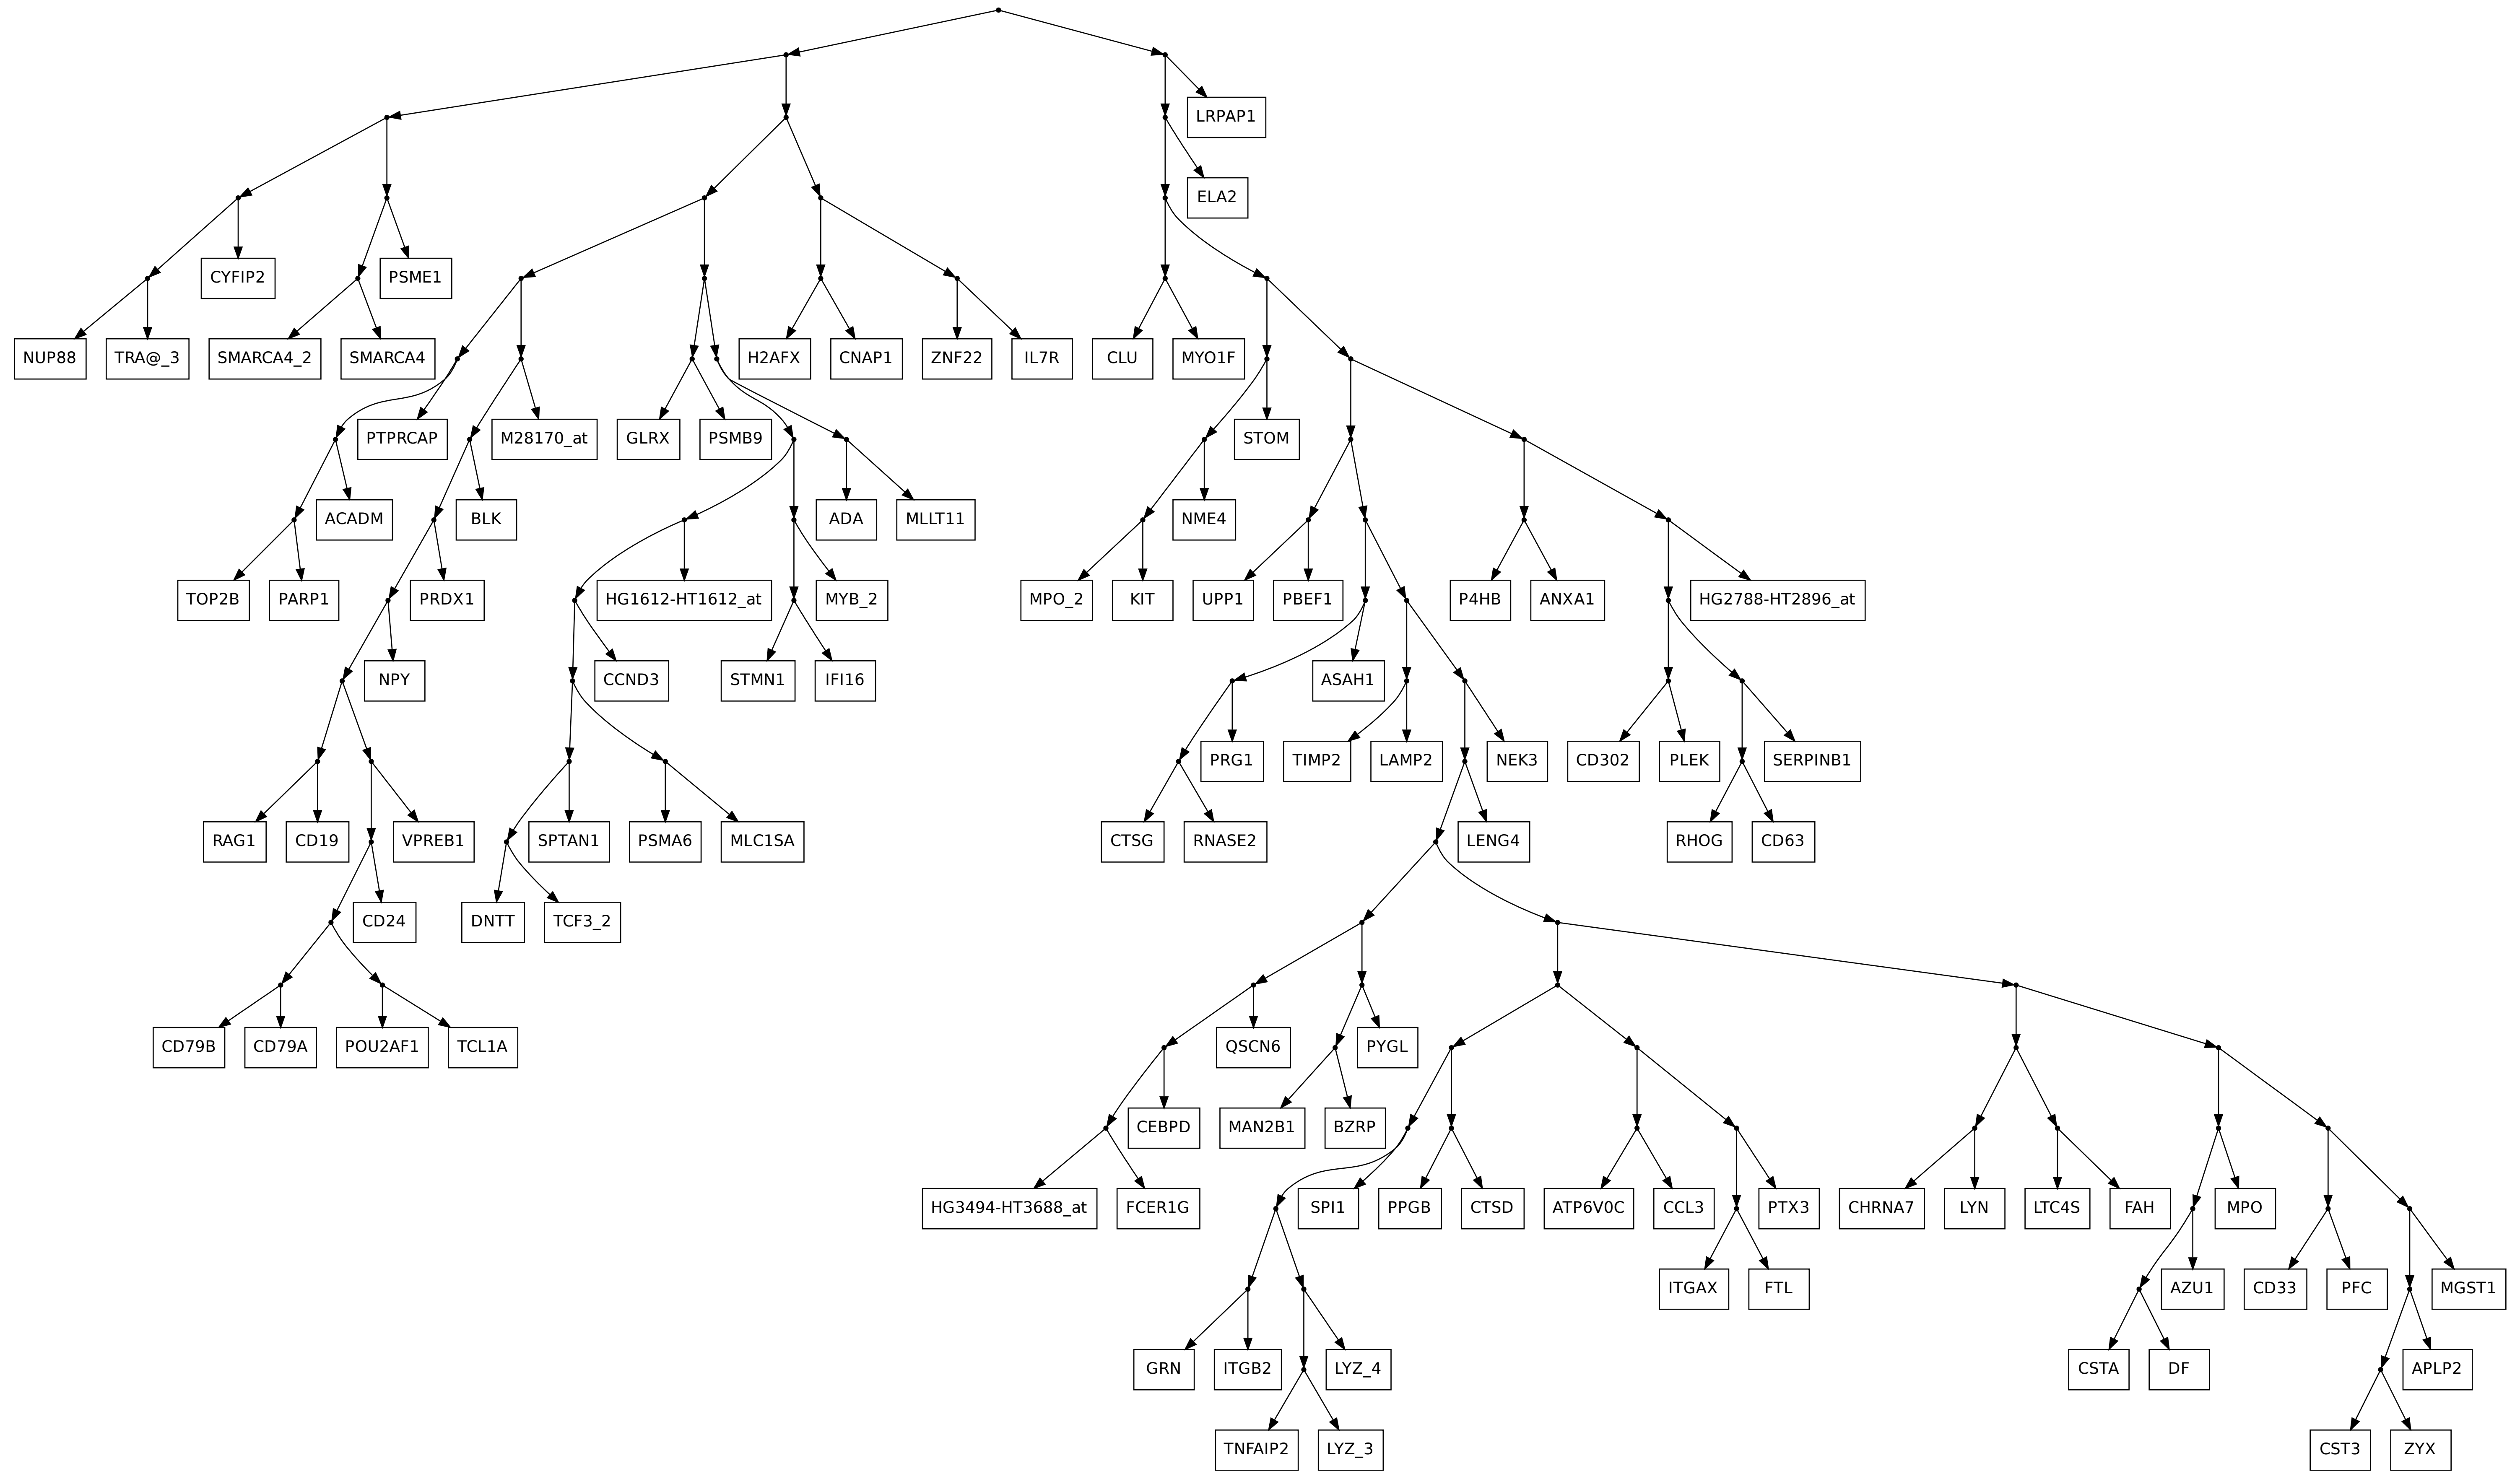 LRPAP1
ELA2
CYFIP2
PSME1
NUP88
TRA@_3
SMARCA4_2
SMARCA4
H2AFX
CNAP1
ZNF22
IL7R
CLU
MYO1F
PTPRCAP
M28170_at
GLRX
PSMB9
STOM
ACADM
BLK
ADA
MLLT11
NME4
TOP2B
PARP1
PRDX1
HG1612-HT1612_at
MYB_2
MPO_2
KIT
UPP1
PBEF1
P4HB
ANXA1
HG2788-HT2896_at
NPY
CCND3
STMN1
IFI16
ASAH1
PRG1
TIMP2
LAMP2
NEK3
CD302
PLEK
SERPINB1
RAG1
CD19
VPREB1
SPTAN1
PSMA6
MLC1SA
CTSG
RNASE2
LENG4
RHOG
CD63
CD24
DNTT
TCF3_2
CD79B
CD79A
POU2AF1
TCL1A
QSCN6
PYGL
CEBPD
MAN2B1
BZRP
HG3494-HT3688_at
FCER1G
SPI1
PPGB
CTSD
ATP6V0C
CCL3
PTX3
CHRNA7
LYN
LTC4S
FAH
MPO
ITGAX
FTL
AZU1
CD33
PFC
MGST1
GRN
ITGB2
LYZ_4
CSTA
DF
APLP2
TNFAIP2
LYZ_3
CST3
ZYX